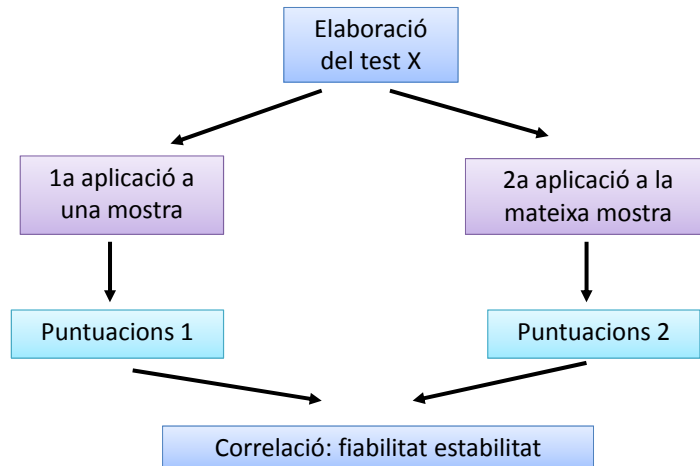 Elaboració
del test X
1a aplicació a
una mostra
2a aplicació a la
mateixa mostra
Puntuacions 1
Puntuacions 2
Correlació: fiabilitat estabilitat